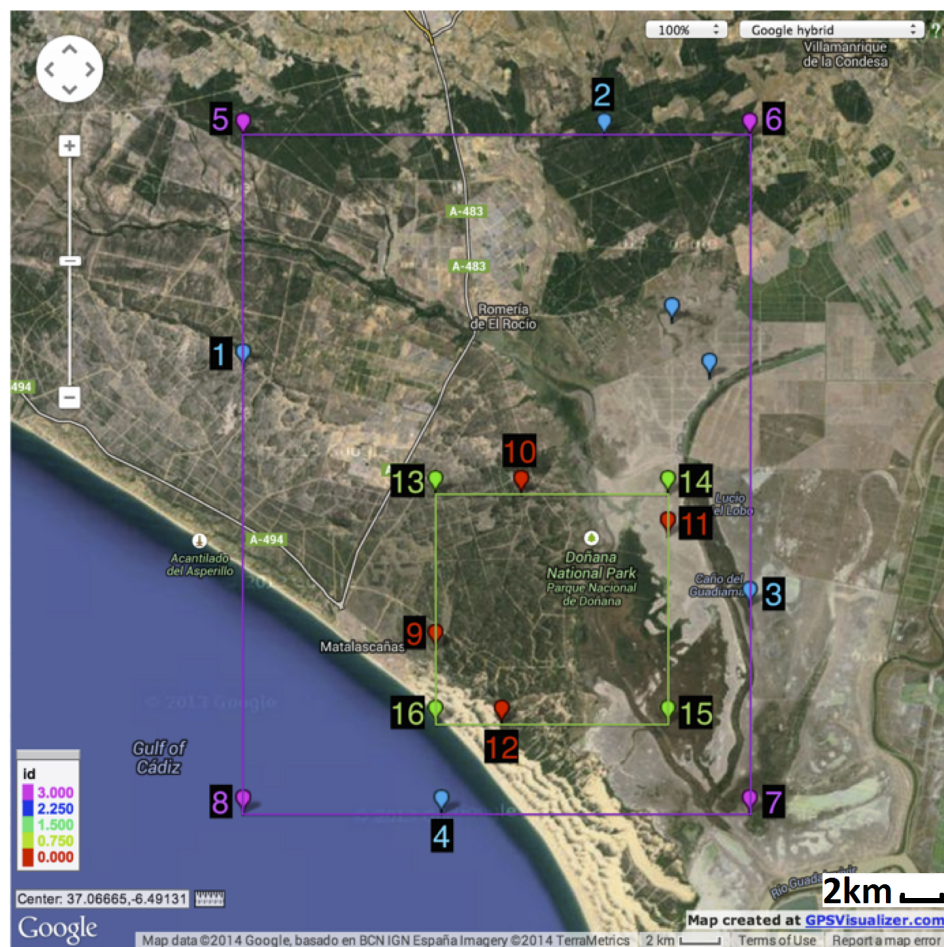 100%
Google hybrid
?
Villamanrique
de la Condesa
2
5
6
A-483
A-483
Romería
de El Rocío
1
494
10
13
14
A
11
Lucio
el Lobo
A-494
Acantilado
del Asperillo
Doñana
National Park
Parque Nacional
de Doñana
Caño del
Guadiama
3
9
Matalascañas
16
15
12
© 2013 Google
Gulf of
Cádiz
id
3.000
2.250
1.500
0.750
0.000
8
7
4
2km
Center: 37.06665,-6.49131
Map created at GPSVisualizer.com
Google
Map data ©2014 Google, basado en BCN IGN España Imagery ©2014 TerraMetrics
2 km
Terms of Use
Report a map erro